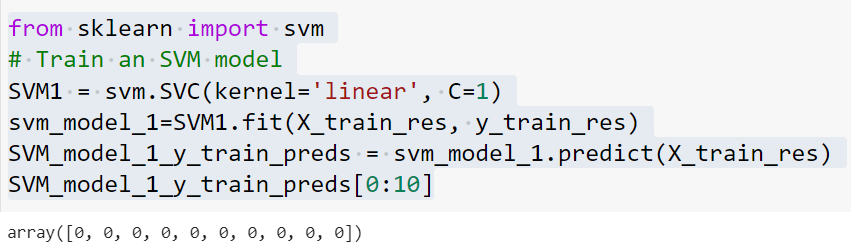 from sklearn import svm
# Train an SVM model
SVM1 = svm.SVC(kernel='linear', C=1)
svm_model_1=SVM1.fit(X_train_res, y_train_res)
SVM_model_1_y_train_preds = svm_model_1.predict(X_train_res)
SVM_model_1_y_train_preds[0:10]
array([0, 0, 0, 0, 0, 0, 0, 0, 0, 0])